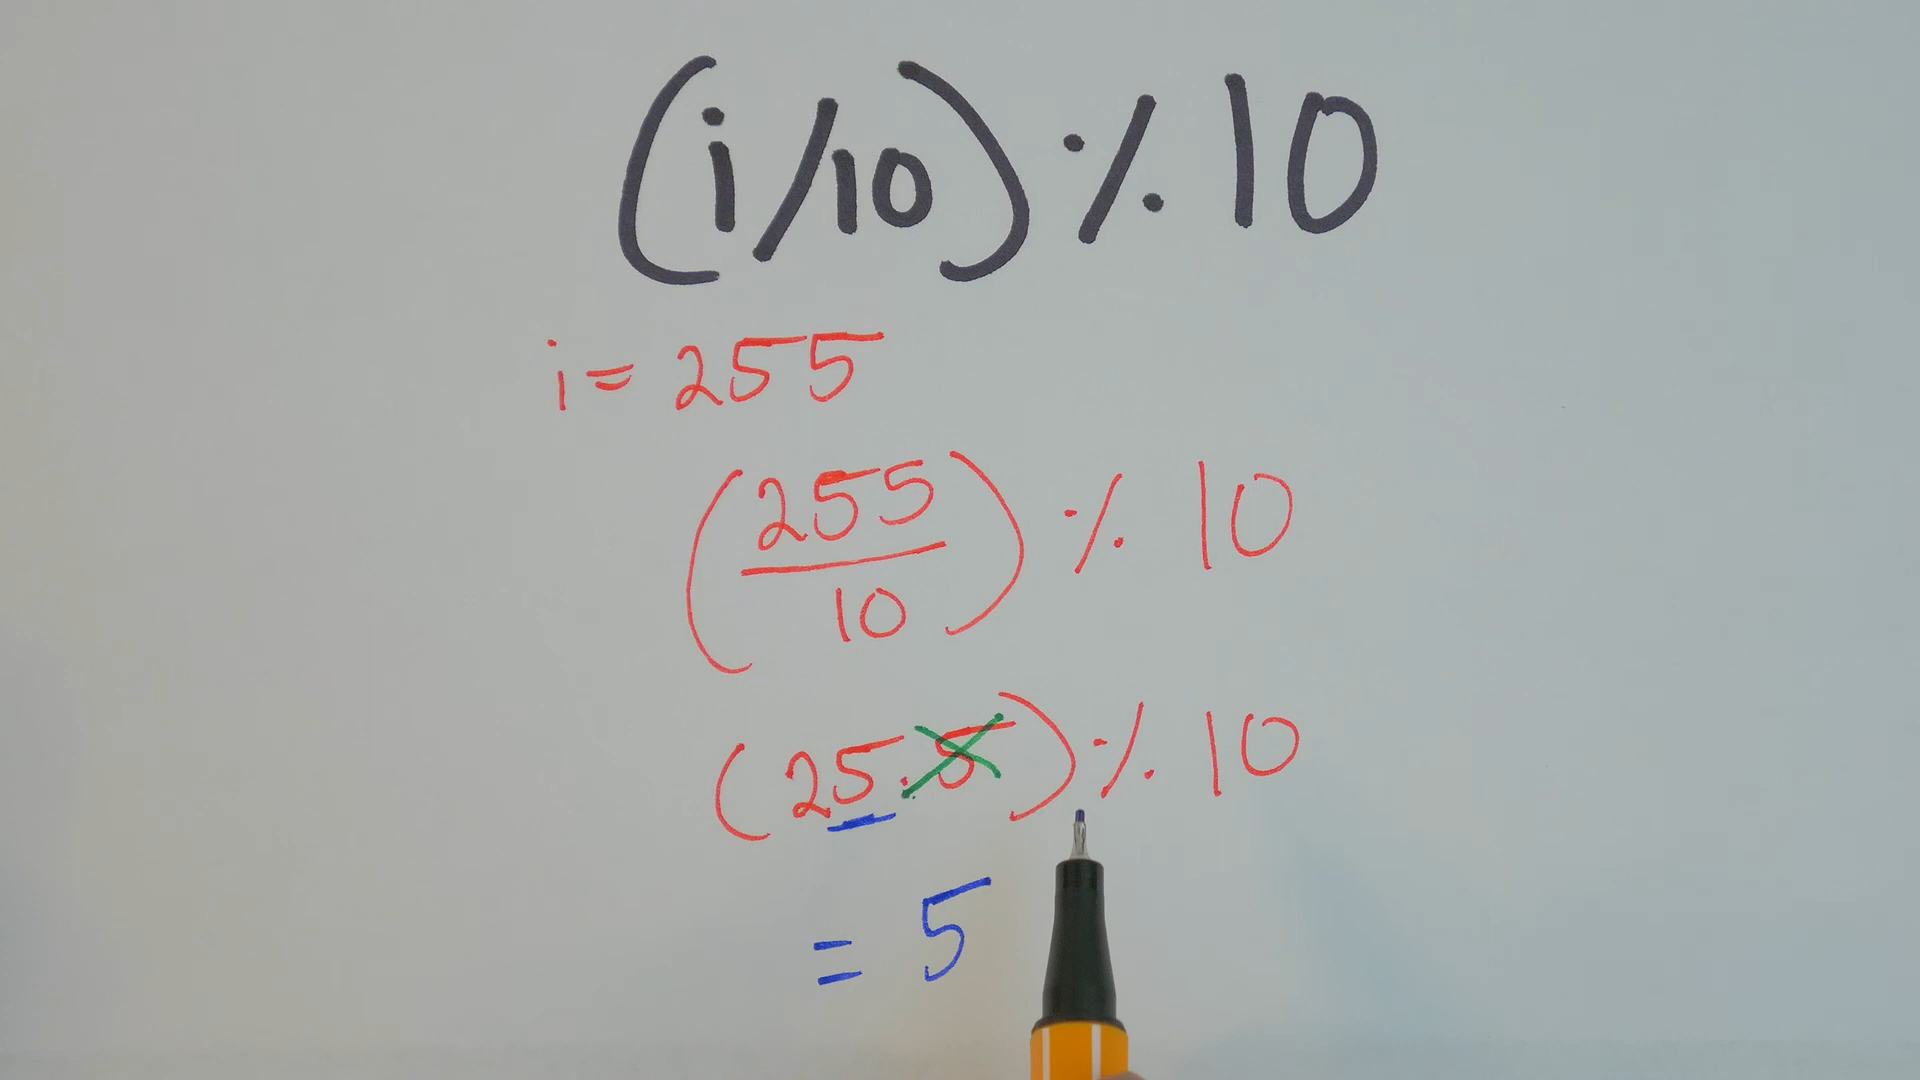 (i/10) % 10
i = 255
(255/10) % 10
(25.5) % 10
= 5